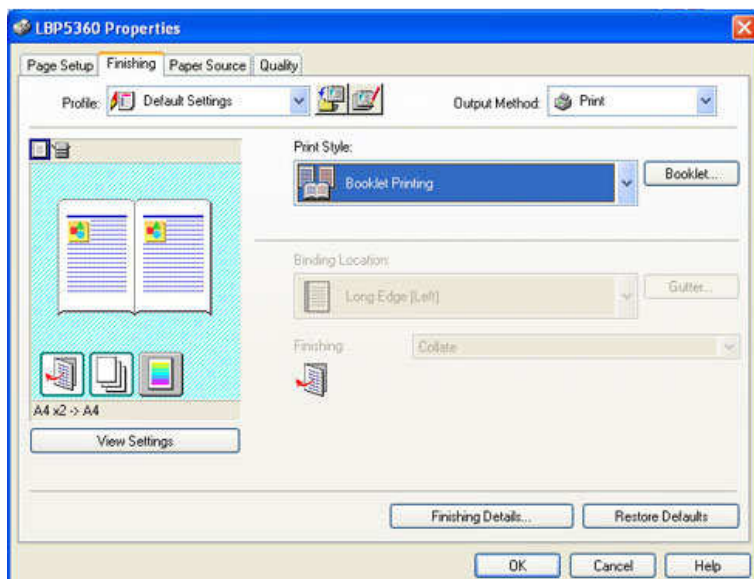 LBP5360 Properties
Page Setup Finishing Paper Source Quality
Profile: Default Settings Output Method: Print
Print Style:
Booklet Printing Booklet...
Binding Location:
Long Edge [Left] Gutter...
Finishing: Collate
A4 x2 -> A4
View Settings
Finishing Details... Restore Defaults
OK Cancel Help